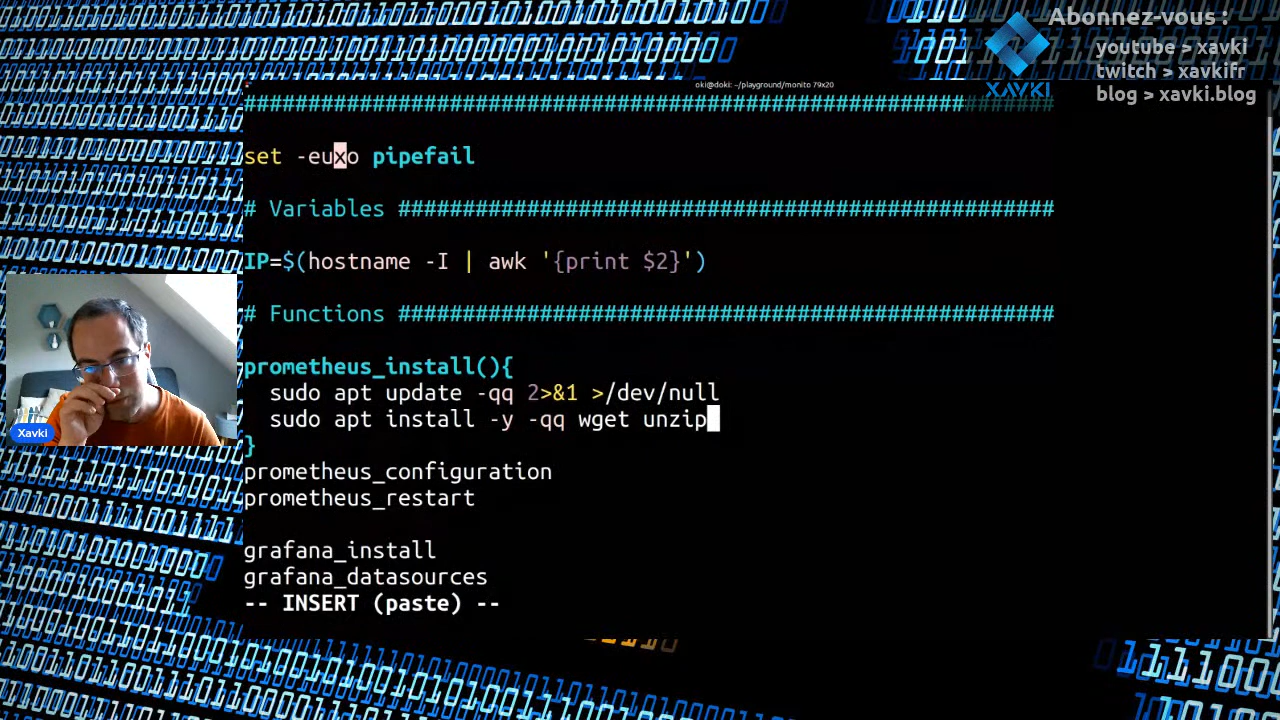 Abonnez-vous :
youtube > xavki
twitch > xavkifr
blog > xavki.blog
XAVKI
oki@doki: ~/playground/monito 79x20
###############################################################
set -euxo pipefail
# Variables ###################################################
IP=$(hostname -I | awk '{print $2}')
# Functions ###################################################
prometheus_install(){
sudo apt update -qq 2>&1 >/dev/null
sudo apt install -y -qq wget unzip
}
prometheus_configuration
prometheus_restart
grafana_install
grafana_datasources
-- INSERT (paste) --
Xavki